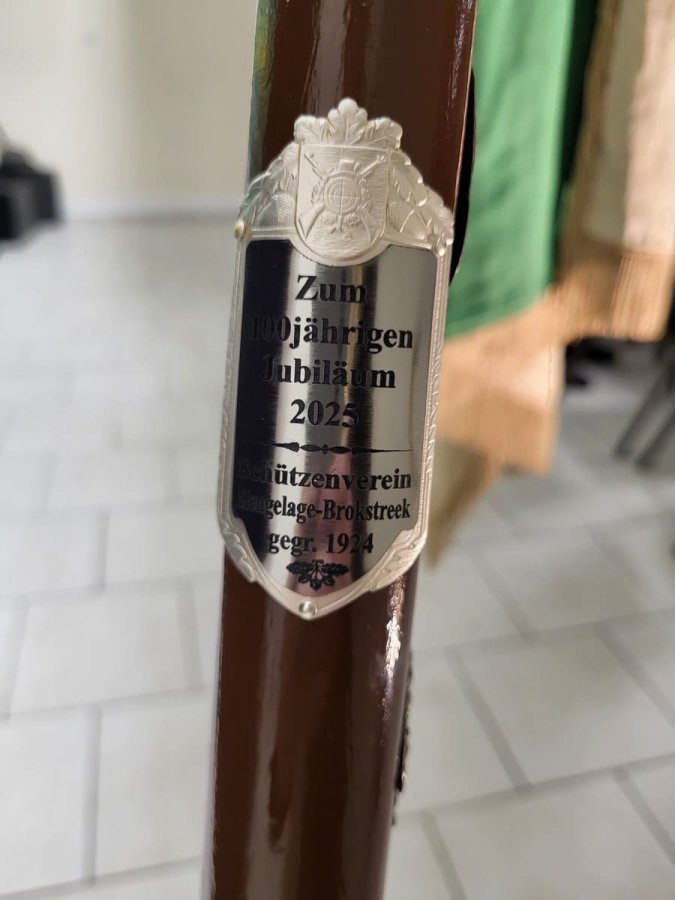 Zum
100jährigen
Jubiläum
2025
Schützenverein
Hengelage-Brokstreek
gegr. 1924